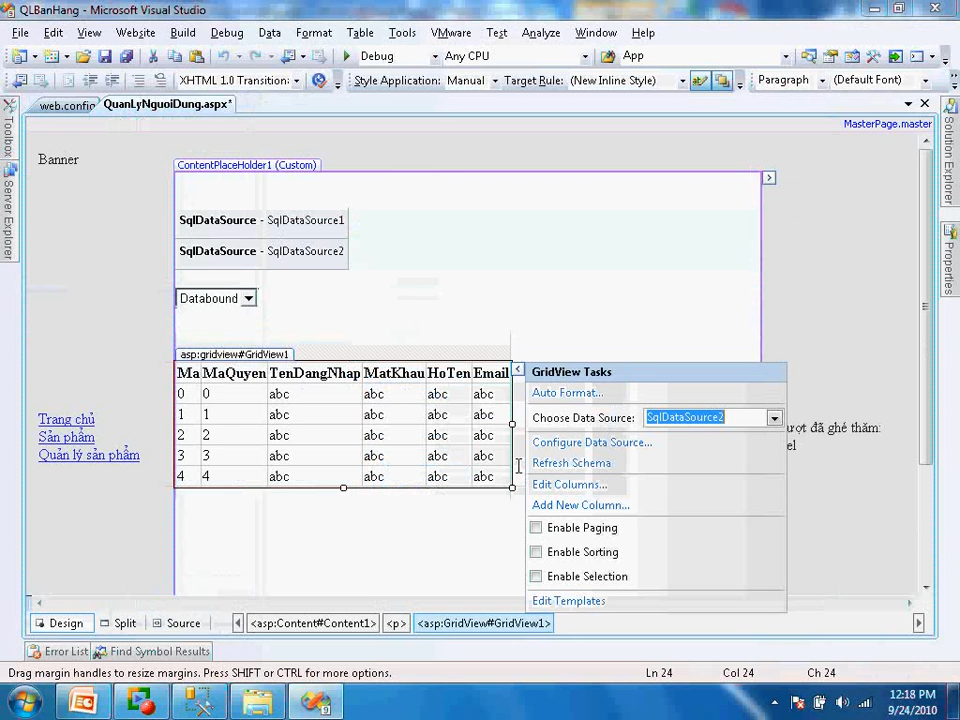 QLBanHang - Microsoft Visual Studio
File Edit View Website Build Debug Data Format Table Tools VMware Test Analyze Window Help
Debug Any CPU App
XHTML 1.0 Transition: Style Application: Manual Target Rule: (New Inline Style) Paragraph (Default Font)
web.config QuanLyNguoiDung.aspx*
MasterPage.master
Toolbox
Server Explorer
Solution Explorer
Properties
Banner
ContentPlaceHolder1 (Custom)
SqlDataSource - SqlDataSource1
SqlDataSource - SqlDataSource2
Databound
asp:gridview#GridView1
Ma MaQuyen TenDangNhap MatKhau HoTen Email
0 0 abc abc abc abc
1 1 abc abc abc abc
2 2 abc abc abc abc
3 3 abc abc abc abc
4 4 abc abc abc abc
Trang chủ
Sản phẩm
Quản lý sản phẩm
GridView Tasks
Auto Format...
Choose Data Source: SqlDataSource2
Configure Data Source...
Refresh Schema
Edit Columns...
Add New Column...
Enable Paging
Enable Sorting
Enable Selection
Edit Templates
ượt đã ghé thăm:
el
Design Split Source <asp:Content#Content1> <p> <asp:GridView#GridView1>
Error List Find Symbol Results
Drag margin handles to resize margins. Press SHIFT or CTRL for more options. Ln 24 Col 24 Ch 24
12:18 PM
9/24/2010